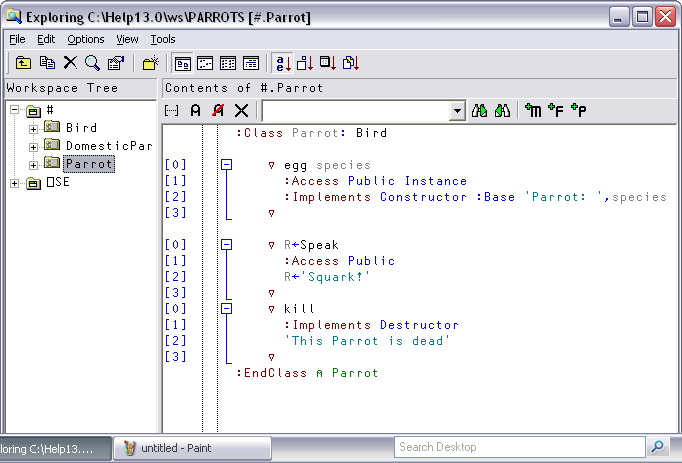 Exploring C:\Help13.0\ws\PARROTS [#.Parrot]
File Edit Options View Tools
Workspace Tree
Contents of #.Parrot
#
Bird
DomesticPar
Parrot
⎕SE
:Class Parrot: Bird
[0] ∇ egg species
[1] :Access Public Instance
[2] :Implements Constructor :Base 'Parrot: ',species
[3] ∇
[0] ∇ R←Speak
[1] :Access Public
[2] R←'Squark!'
[3] ∇
[0] ∇ kill
[1] :Implements Destructor
[2] 'This Parrot is dead'
[3] ∇
:EndClass ⍝ Parrot
loring C:\Help13.... untitled - Paint Search Desktop